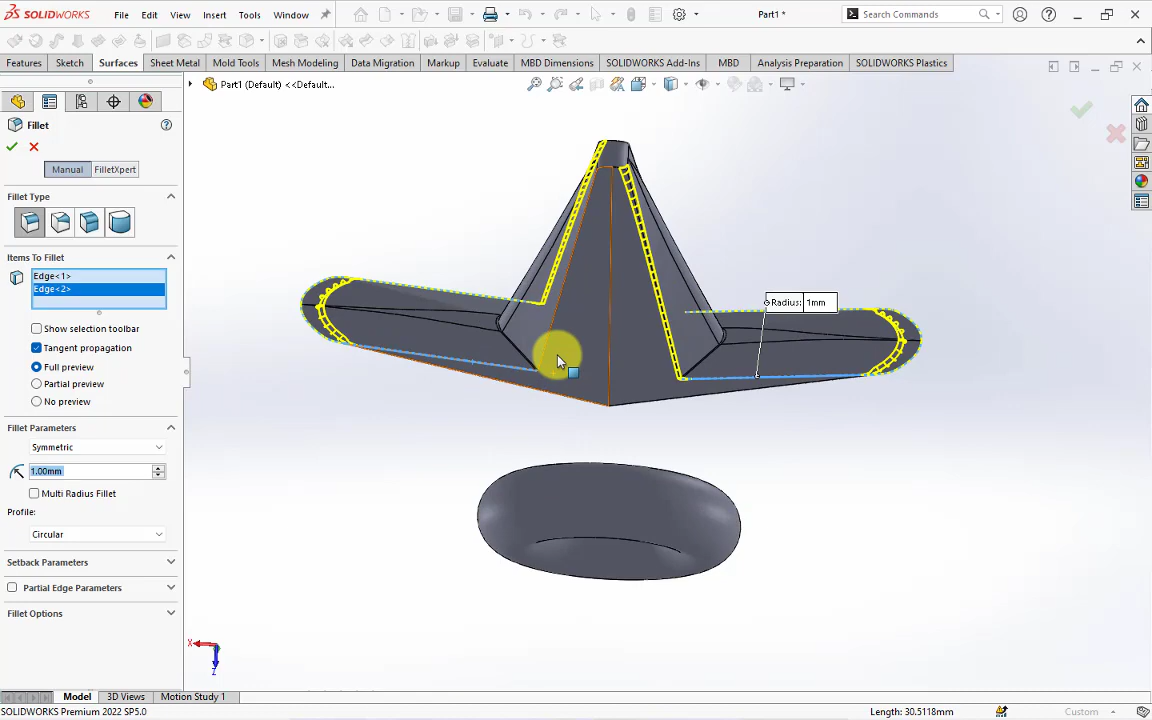 SOLIDWORKS File Edit View Insert Tools Window Part1 * Search Commands
Features Sketch Surfaces Sheet Metal Mold Tools Mesh Modeling Data Migration Markup Evaluate MBD Dimensions SOLIDWORKS Add-Ins MBD Analysis Preparation SOLIDWORKS Plastics
Part1 (Default) <<Default...
Fillet
Manual FilletXpert
Fillet Type
Items To Fillet
Edge<1>
Edge<2>
Show selection toolbar
Tangent propagation
Full preview
Partial preview
No preview
Fillet Parameters
Symmetric
1.00mm
Multi Radius Fillet
Profile:
Circular
Setback Parameters
Partial Edge Parameters
Fillet Options
Radius: 1mm
X
Z
Model 3D Views Motion Study 1
SOLIDWORKS Premium 2022 SP5.0 Length: 30.5118mm Custom